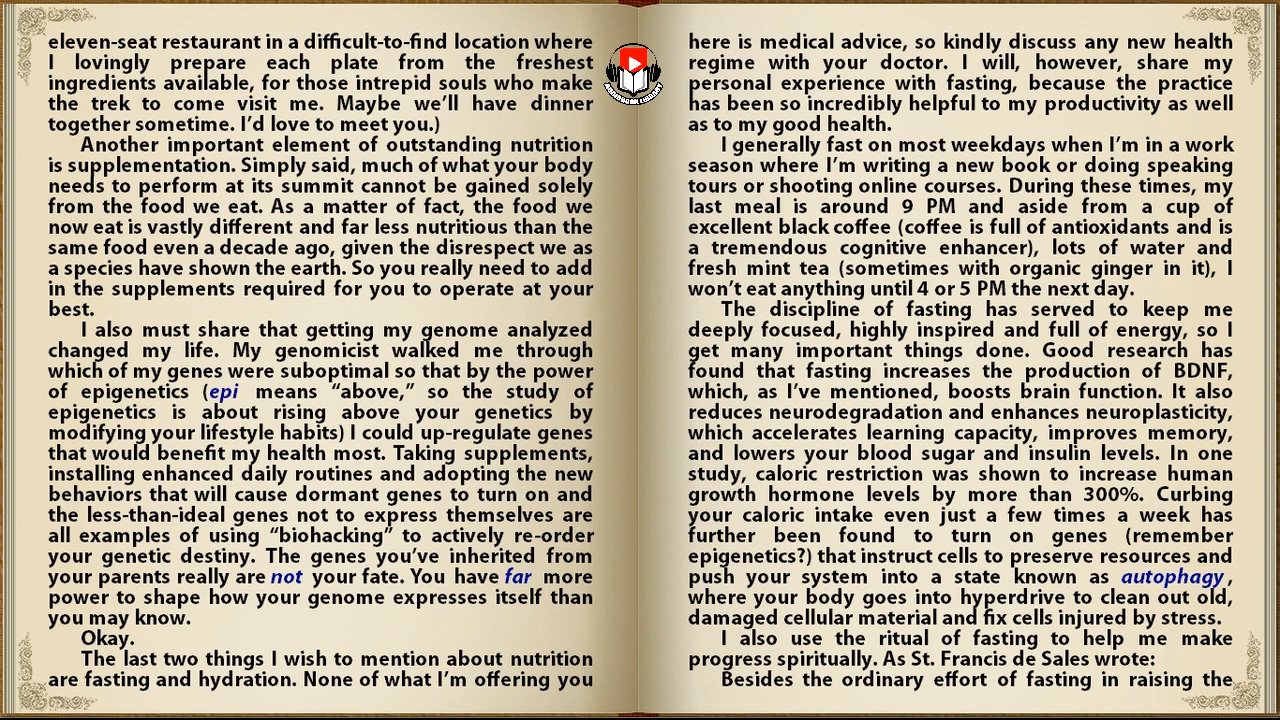 eleven-seat restaurant in a difficult-to-find location where
I lovingly prepare each plate from the freshest
ingredients available, for those intrepid souls who make
the trek to come visit me. Maybe we’ll have dinner
together sometime. I’d love to meet you.)
Another important element of outstanding nutrition
is supplementation. Simply said, much of what your body
needs to perform at its summit cannot be gained solely
from the food we eat. As a matter of fact, the food we
now eat is vastly different and far less nutritious than the
same food even a decade ago, given the disrespect we as
a species have shown the earth. So you really need to add
in the supplements required for you to operate at your
best.
I also must share that getting my genome analyzed
changed my life. My genomicist walked me through
which of my genes were suboptimal so that by the power
of epigenetics (epi means “above,” so the study of
epigenetics is about rising above your genetics by
modifying your lifestyle habits) I could up-regulate genes
that would benefit my health most. Taking supplements,
installing enhanced daily routines and adopting the new
behaviors that will cause dormant genes to turn on and
the less-than-ideal genes not to express themselves are
all examples of using “biohacking” to actively re-order
your genetic destiny. The genes you’ve inherited from
your parents really are not your fate. You have far more
power to shape how your genome expresses itself than
you may know.
Okay.
The last two things I wish to mention about nutrition
are fasting and hydration. None of what I’m offering you
here is medical advice, so kindly discuss any new health
regime with your doctor. I will, however, share my
personal experience with fasting, because the practice
has been so incredibly helpful to my productivity as well
as to my good health.
I generally fast on most weekdays when I’m in a work
season where I’m writing a new book or doing speaking
tours or shooting online courses. During these times, my
last meal is around 9 PM and aside from a cup of
excellent black coffee (coffee is full of antioxidants and is
a tremendous cognitive enhancer), lots of water and
fresh mint tea (sometimes with organic ginger in it), I
won’t eat anything until 4 or 5 PM the next day.
The discipline of fasting has served to keep me
deeply focused, highly inspired and full of energy, so I
get many important things done. Good research has
found that fasting increases the production of BDNF,
which, as I’ve mentioned, boosts brain function. It also
reduces neurodegradation and enhances neuroplasticity,
which accelerates learning capacity, improves memory,
and lowers your blood sugar and insulin levels. In one
study, caloric restriction was shown to increase human
growth hormone levels by more than 300%. Curbing
your caloric intake even just a few times a week has
further been found to turn on genes (remember
epigenetics?) that instruct cells to preserve resources and
push your system into a state known as autophagy,
where your body goes into hyperdrive to clean out old,
damaged cellular material and fix cells injured by stress.
I also use the ritual of fasting to help me make
progress spiritually. As St. Francis de Sales wrote:
Besides the ordinary effort of fasting in raising the